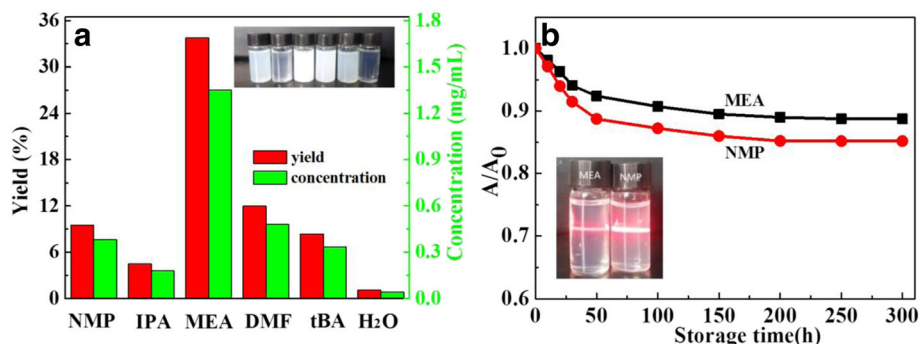 a
36
30
24
18
12
6
0
Yield (%)
yield
concentration
1.8
1.5
1.2
0.9
0.6
0.3
0.0
Concentration (mg/mL)
NMP IPA MEA DMF tBA H2O
b
1.0
0.9
0.8
0.7
0.6
A/A0
MEA
NMP
MEA NMP
0 50 100 150 200 250 300
Storage time(h)